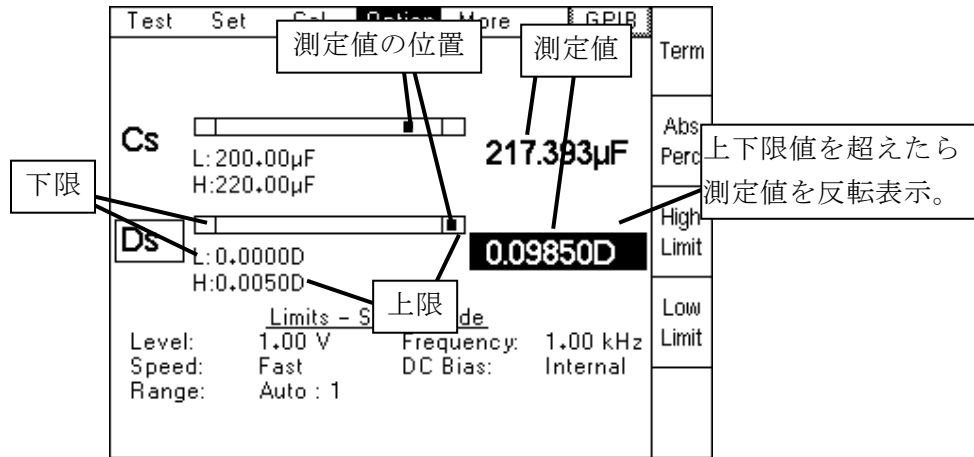 Test Set Option More GPIB
測定値の位置
測定値
Term
Cs
L:200.00µF
H:220.00µF
217.393µF
Abs
Perc
上下限値を超えたら
測定値を反転表示。
下限
Ds
L:0.0000D
H:0.0050D
0.09850D
High
Limit
上限
Limits –
Level: 1.00 V Frequency: 1.00 kHz
Speed: Fast DC Bias: Internal
Range: Auto : 1
Low
Limit